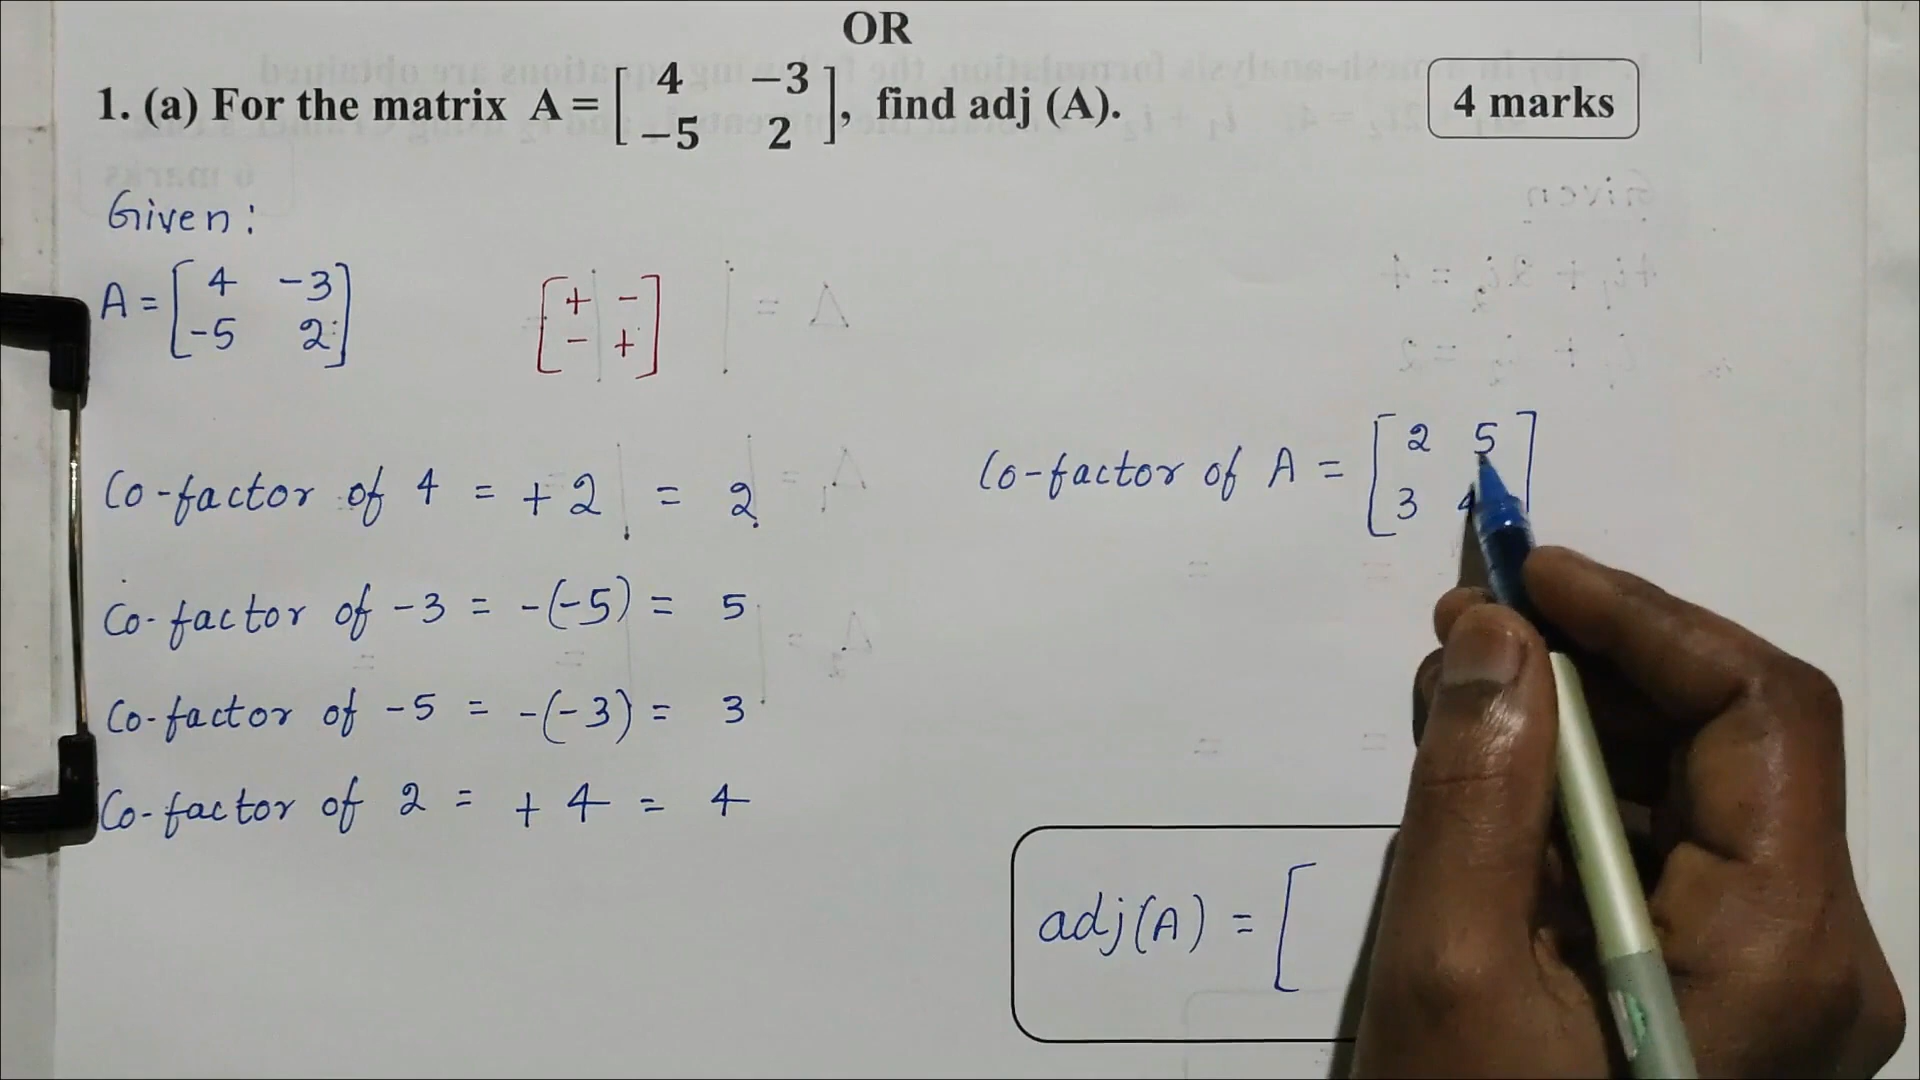 OR
1. (a) For the matrix A = [ 4 −3 −5 2 ], find adj (A).
4 marks
Given:
A = [ 4 -3 -5 2 ]
[ + - - + ]
Co-factor of 4 = +2 = 2
Co-factor of -3 = -(-5) = 5
Co-factor of -5 = -(-3) = 3
Co-factor of 2 = +4 = 4
Co-factor of A = [ 2 5 3 4 ]
adj(A) = [